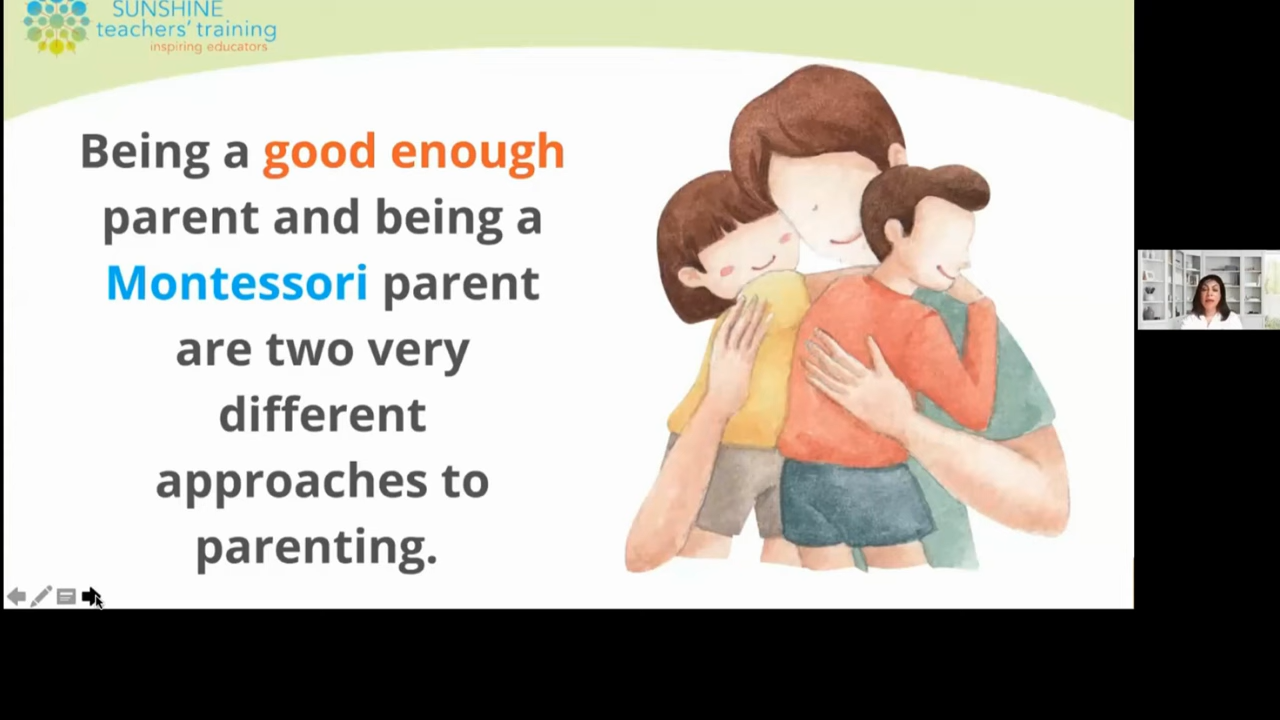 SUNSHINE
teachers' training
inspiring educators
Being a good enough
parent and being a
Montessori parent
are two very
different
approaches to
parenting.